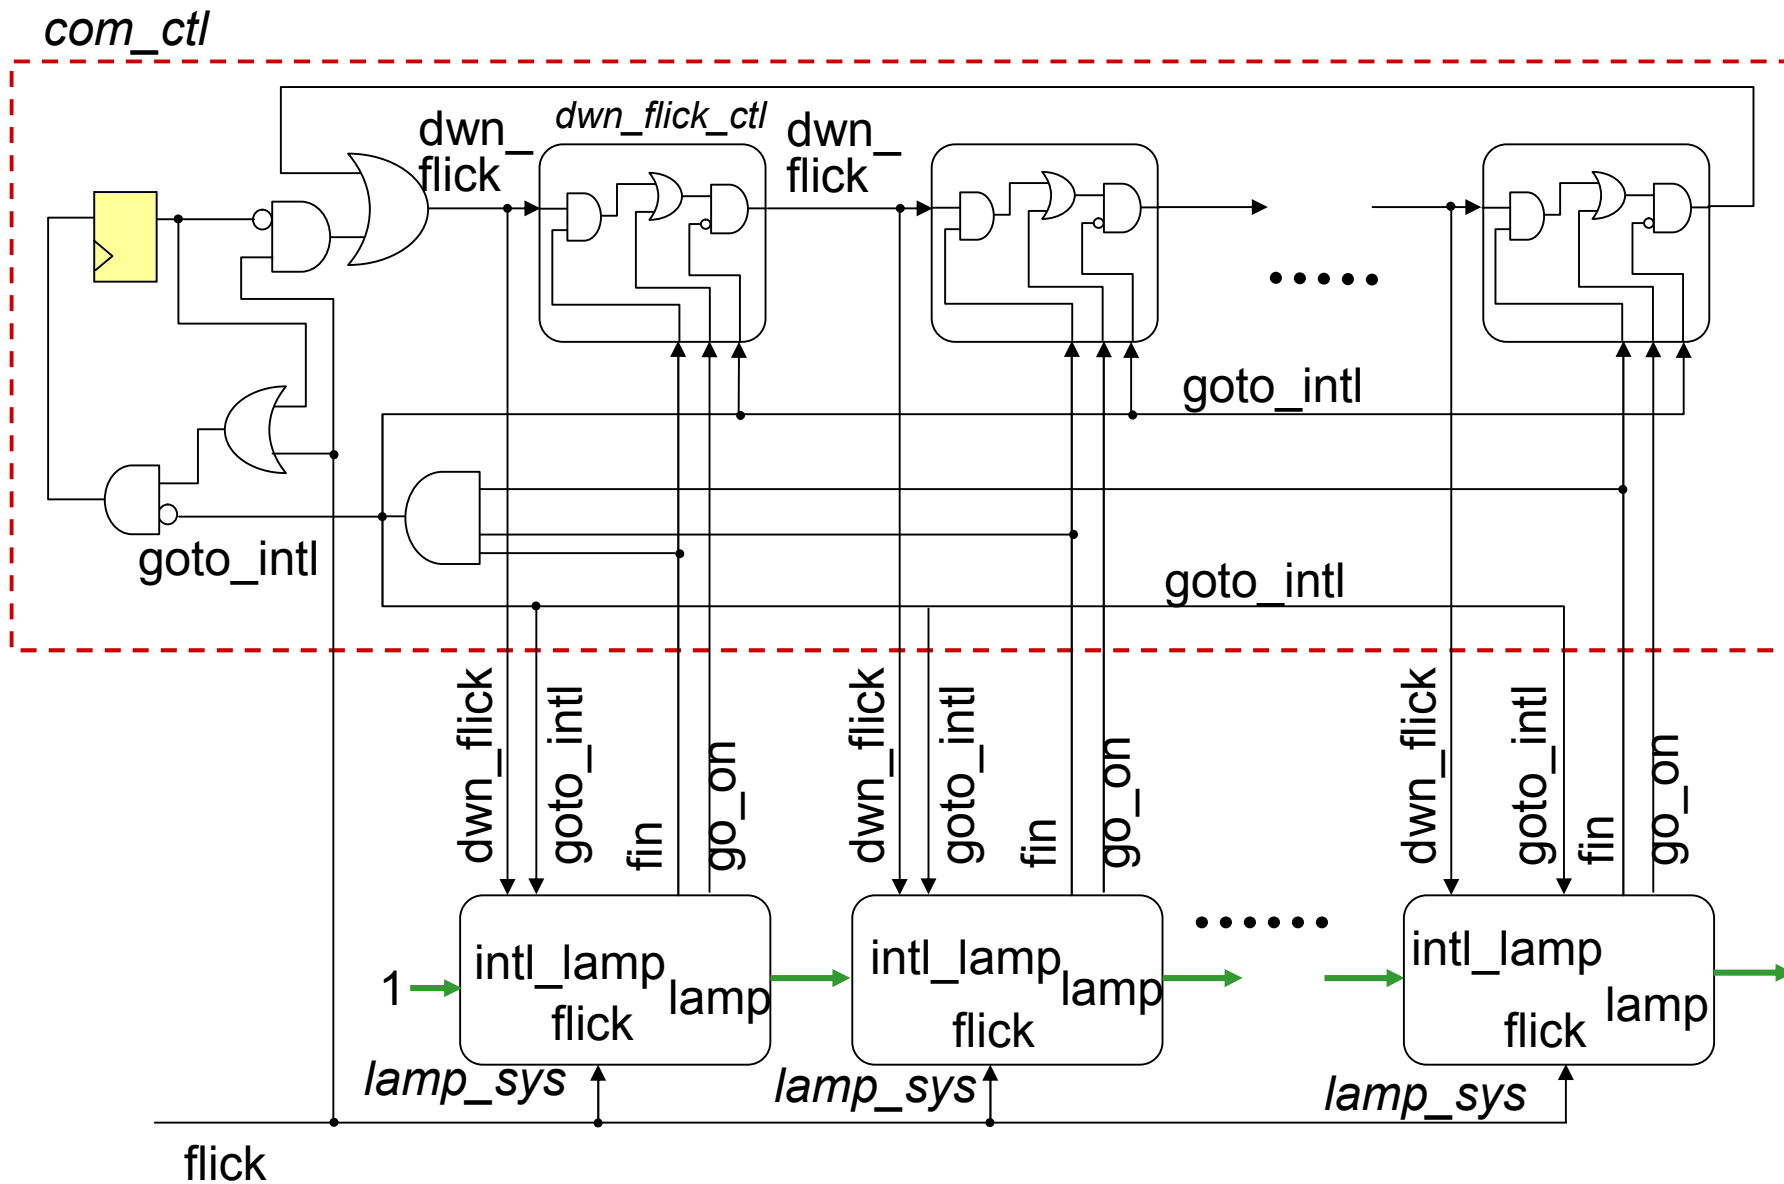 com_ctl
dwn_
flick
dwn_flick_ctl
dwn_
flick
goto_intl
goto_intl
goto_intl
dwn_flick
goto_intl
fin
go_on
dwn_flick
goto_intl
fin
go_on
dwn_flick
goto_intl
fin
go_on
1
intl_lamp
lamp
flick
intl_lamp
lamp
flick
intl_lamp
lamp
flick
lamp_sys
lamp_sys
lamp_sys
flick